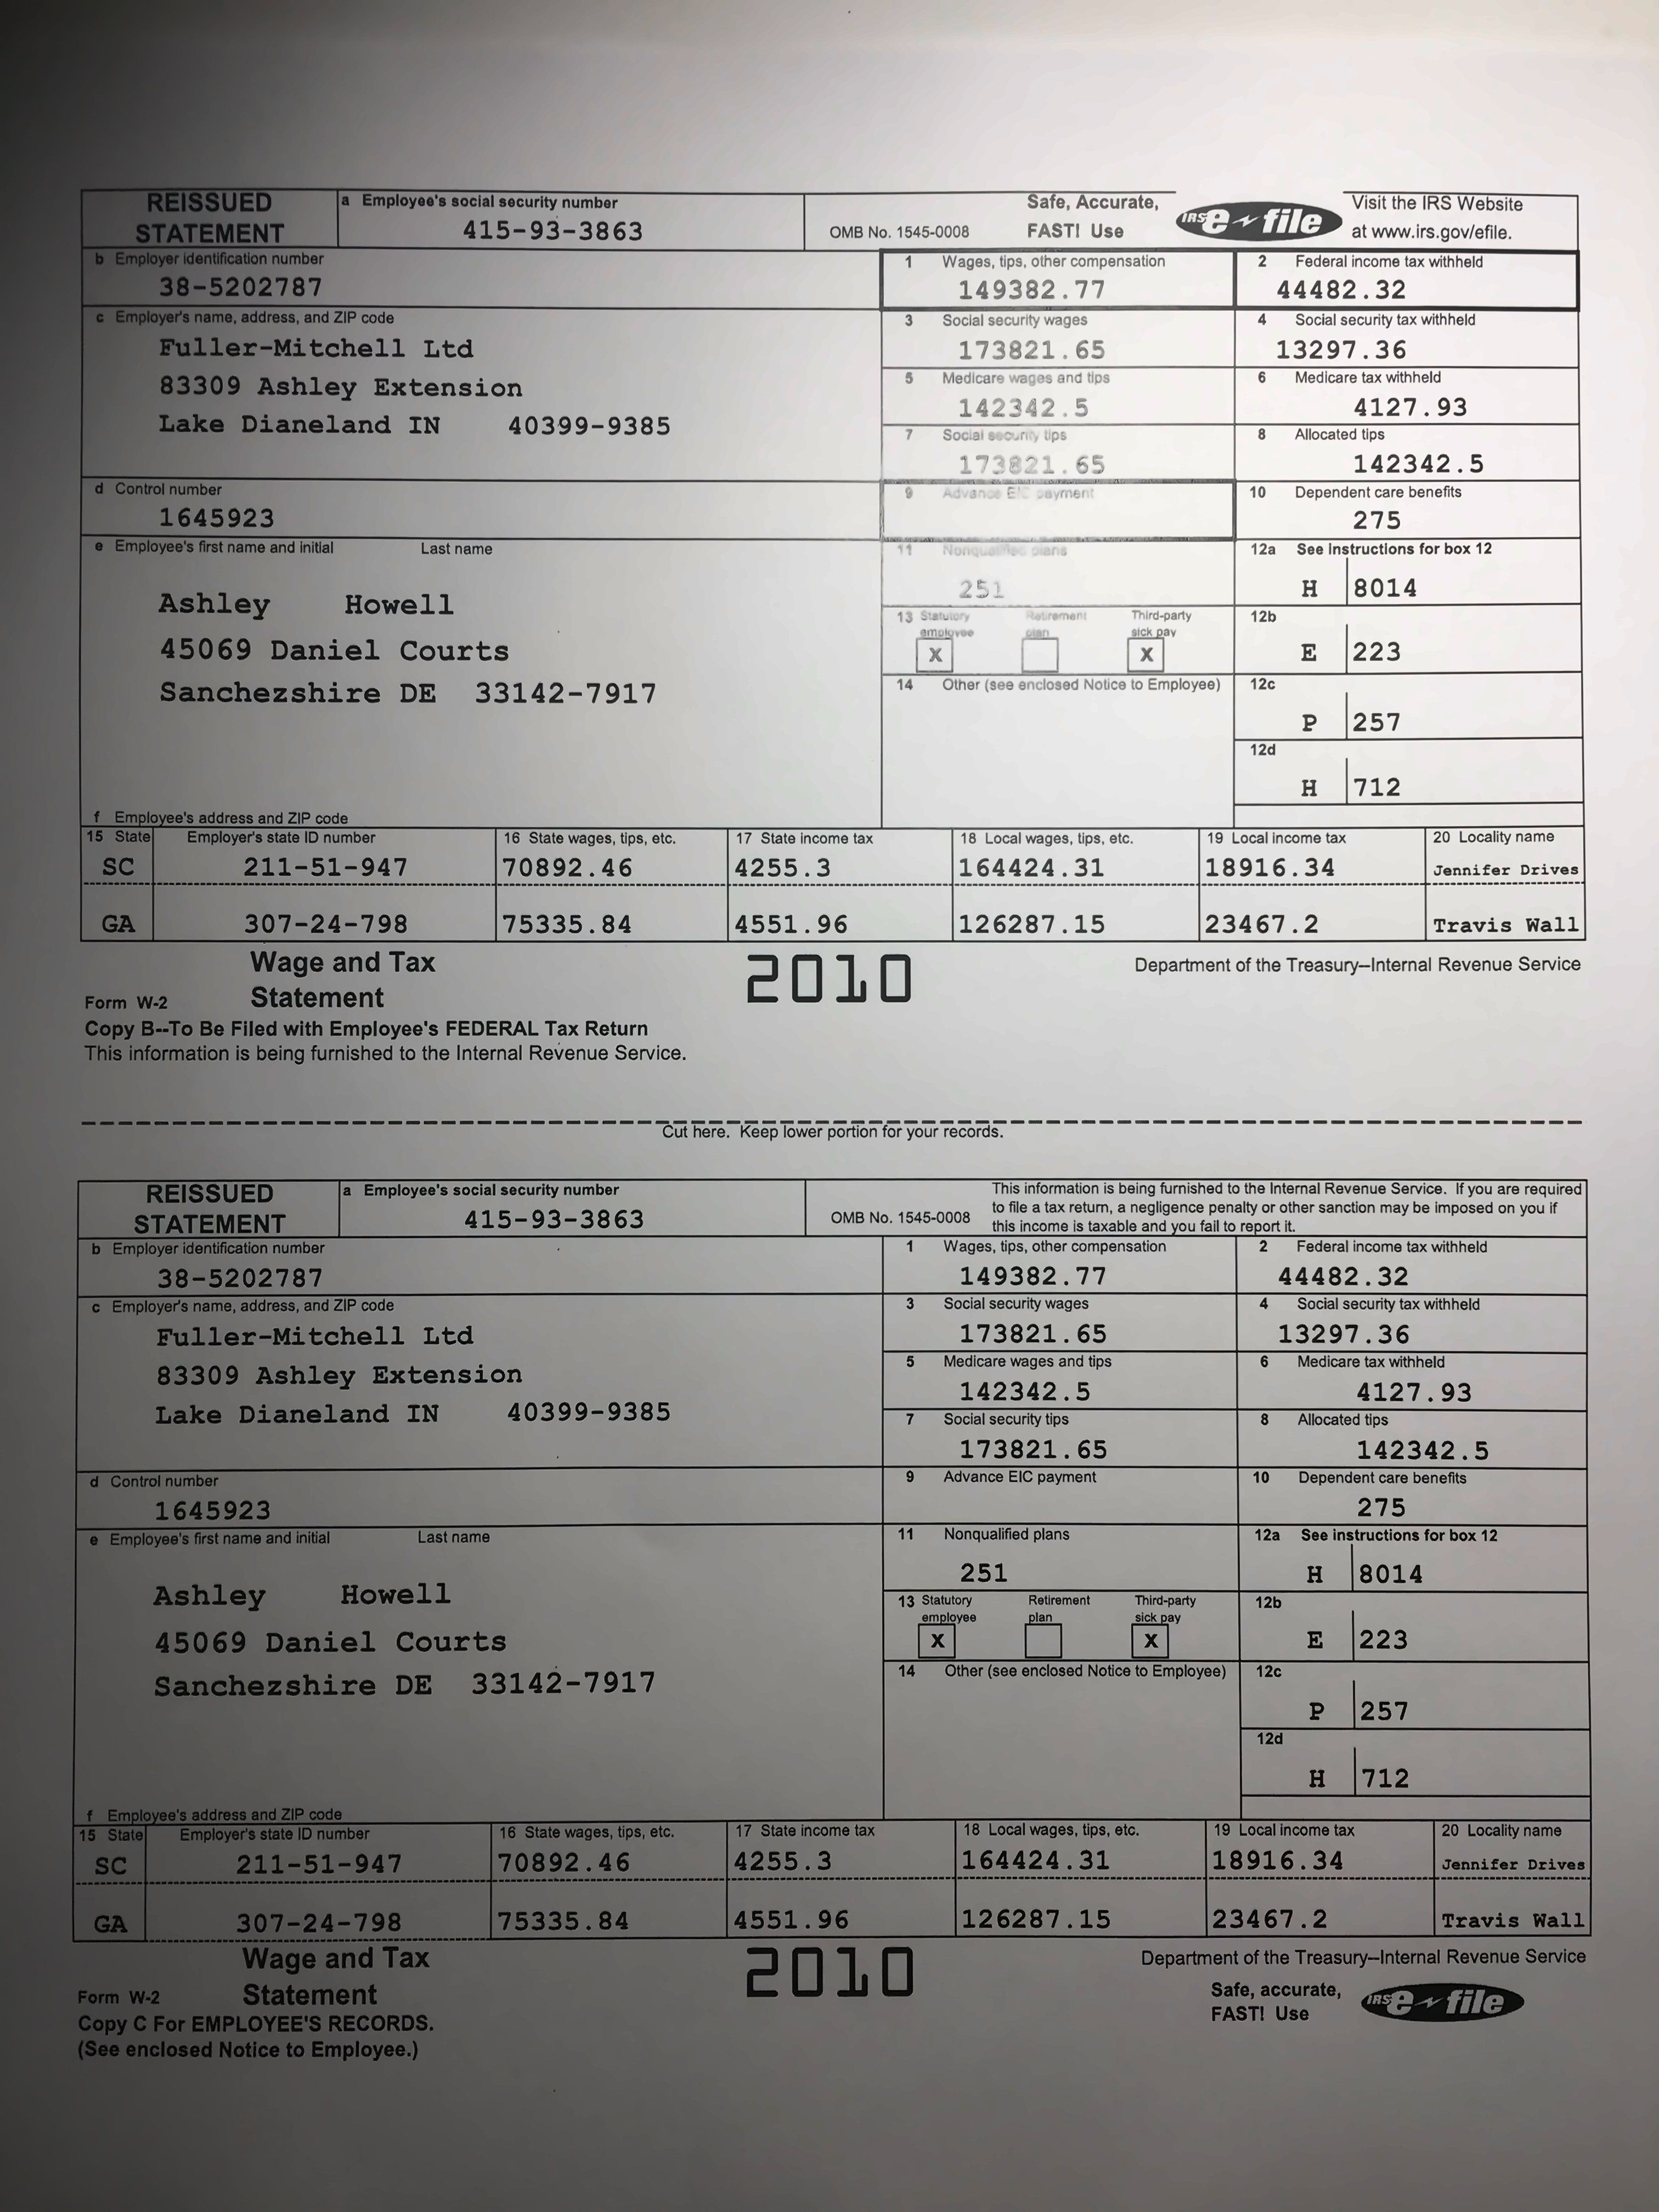 REISSUED STATEMENT
a Employee's social security number
415-93-3863
OMB No. 1545-0008
Safe, Accurate,
FAST! Use
IRS e-file
Visit the IRS Website
at www.irs.gov/efile.
b Employer identification number
38-5202787
1 Wages, tips, other compensation
149382.77
2 Federal income tax withheld
44482.32
c Employer's name, address, and ZIP code
Fuller-Mitchell Ltd
83309 Ashley Extension
Lake Dianeland IN 40399-9385
3 Social security wages
173821.65
4 Social security tax withheld
13297.36
5 Medicare wages and tips
142342.5
6 Medicare tax withheld
4127.93
7 Social security tips
173821.65
8 Allocated tips
142342.5
d Control number
1645923
9 Advance EIC payment
10 Dependent care benefits
275
e Employee's first name and initial Last name
Ashley Howell
45069 Daniel Courts
Sanchezshire DE 33142-7917
11 Nonqualified plans
251
12a See instructions for box 12
H 8014
13 Statutory employee Retirement plan Third-party sick pay
X X
12b
E 223
14 Other (see enclosed Notice to Employee)
12c
P 257
12d
H 712
f Employee's address and ZIP code
15 State Employer's state ID number 16 State wages, tips, etc. 17 State income tax 18 Local wages, tips, etc. 19 Local income tax 20 Locality name
SC 211-51-947 70892.46 4255.3 164424.31 18916.34 Jennifer Drives
GA 307-24-798 75335.84 4551.96 126287.15 23467.2 Travis Wall
Wage and Tax
Statement
Form W-2
2010
Department of the Treasury--Internal Revenue Service
Copy B--To Be Filed with Employee's FEDERAL Tax Return
This information is being furnished to the Internal Revenue Service.
Cut here. Keep lower portion for your records.
REISSUED STATEMENT
a Employee's social security number
415-93-3863
OMB No. 1545-0008
This information is being furnished to the Internal Revenue Service. If you are required
to file a tax return, a negligence penalty or other sanction may be imposed on you if
this income is taxable and you fail to report it.
b Employer identification number
38-5202787
1 Wages, tips, other compensation
149382.77
2 Federal income tax withheld
44482.32
c Employer's name, address, and ZIP code
Fuller-Mitchell Ltd
83309 Ashley Extension
Lake Dianeland IN 40399-9385
3 Social security wages
173821.65
4 Social security tax withheld
13297.36
5 Medicare wages and tips
142342.5
6 Medicare tax withheld
4127.93
7 Social security tips
173821.65
8 Allocated tips
142342.5
d Control number
1645923
9 Advance EIC payment
10 Dependent care benefits
275
e Employee's first name and initial Last name
Ashley Howell
45069 Daniel Courts
Sanchezshire DE 33142-7917
11 Nonqualified plans
251
12a See instructions for box 12
H 8014
13 Statutory employee Retirement plan Third-party sick pay
X X
12b
E 223
14 Other (see enclosed Notice to Employee)
12c
P 257
12d
H 712
f Employee's address and ZIP code
15 State Employer's state ID number 16 State wages, tips, etc. 17 State income tax 18 Local wages, tips, etc. 19 Local income tax 20 Locality name
SC 211-51-947 70892.46 4255.3 164424.31 18916.34 Jennifer Drives
GA 307-24-798 75335.84 4551.96 126287.15 23467.2 Travis Wall
Wage and Tax
Statement
Form W-2
2010
Department of the Treasury--Internal Revenue Service
Safe, accurate,
FAST! Use
IRS e-file
Copy C For EMPLOYEE'S RECORDS.
(See enclosed Notice to Employee.)